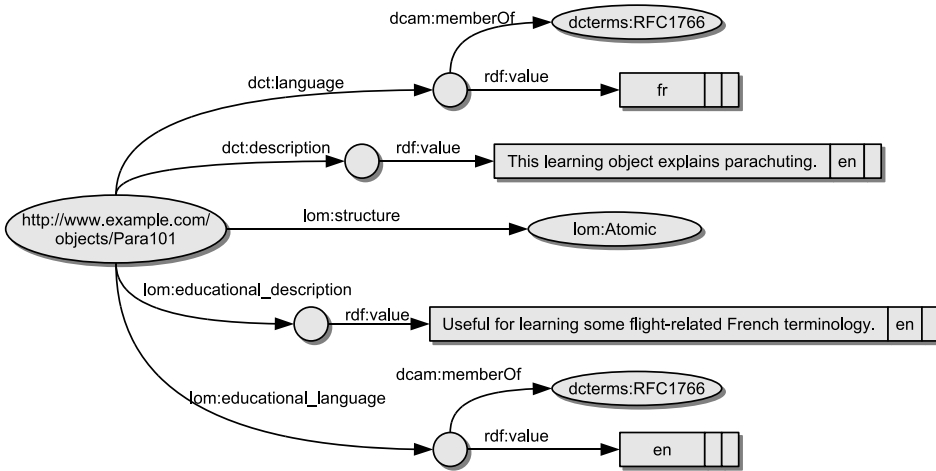 dcam:memberOf
dcterms:RFC1766
dct:language
rdf:value
fr
dct:description
rdf:value
This learning object explains parachuting.
en
http://www.example.com/
objects/Para101
lom:structure
lom:Atomic
lom:educational_description
rdf:value
Useful for learning some flight-related French terminology.
en
dcam:memberOf
dcterms:RFC1766
lom:educational_language
rdf:value
en